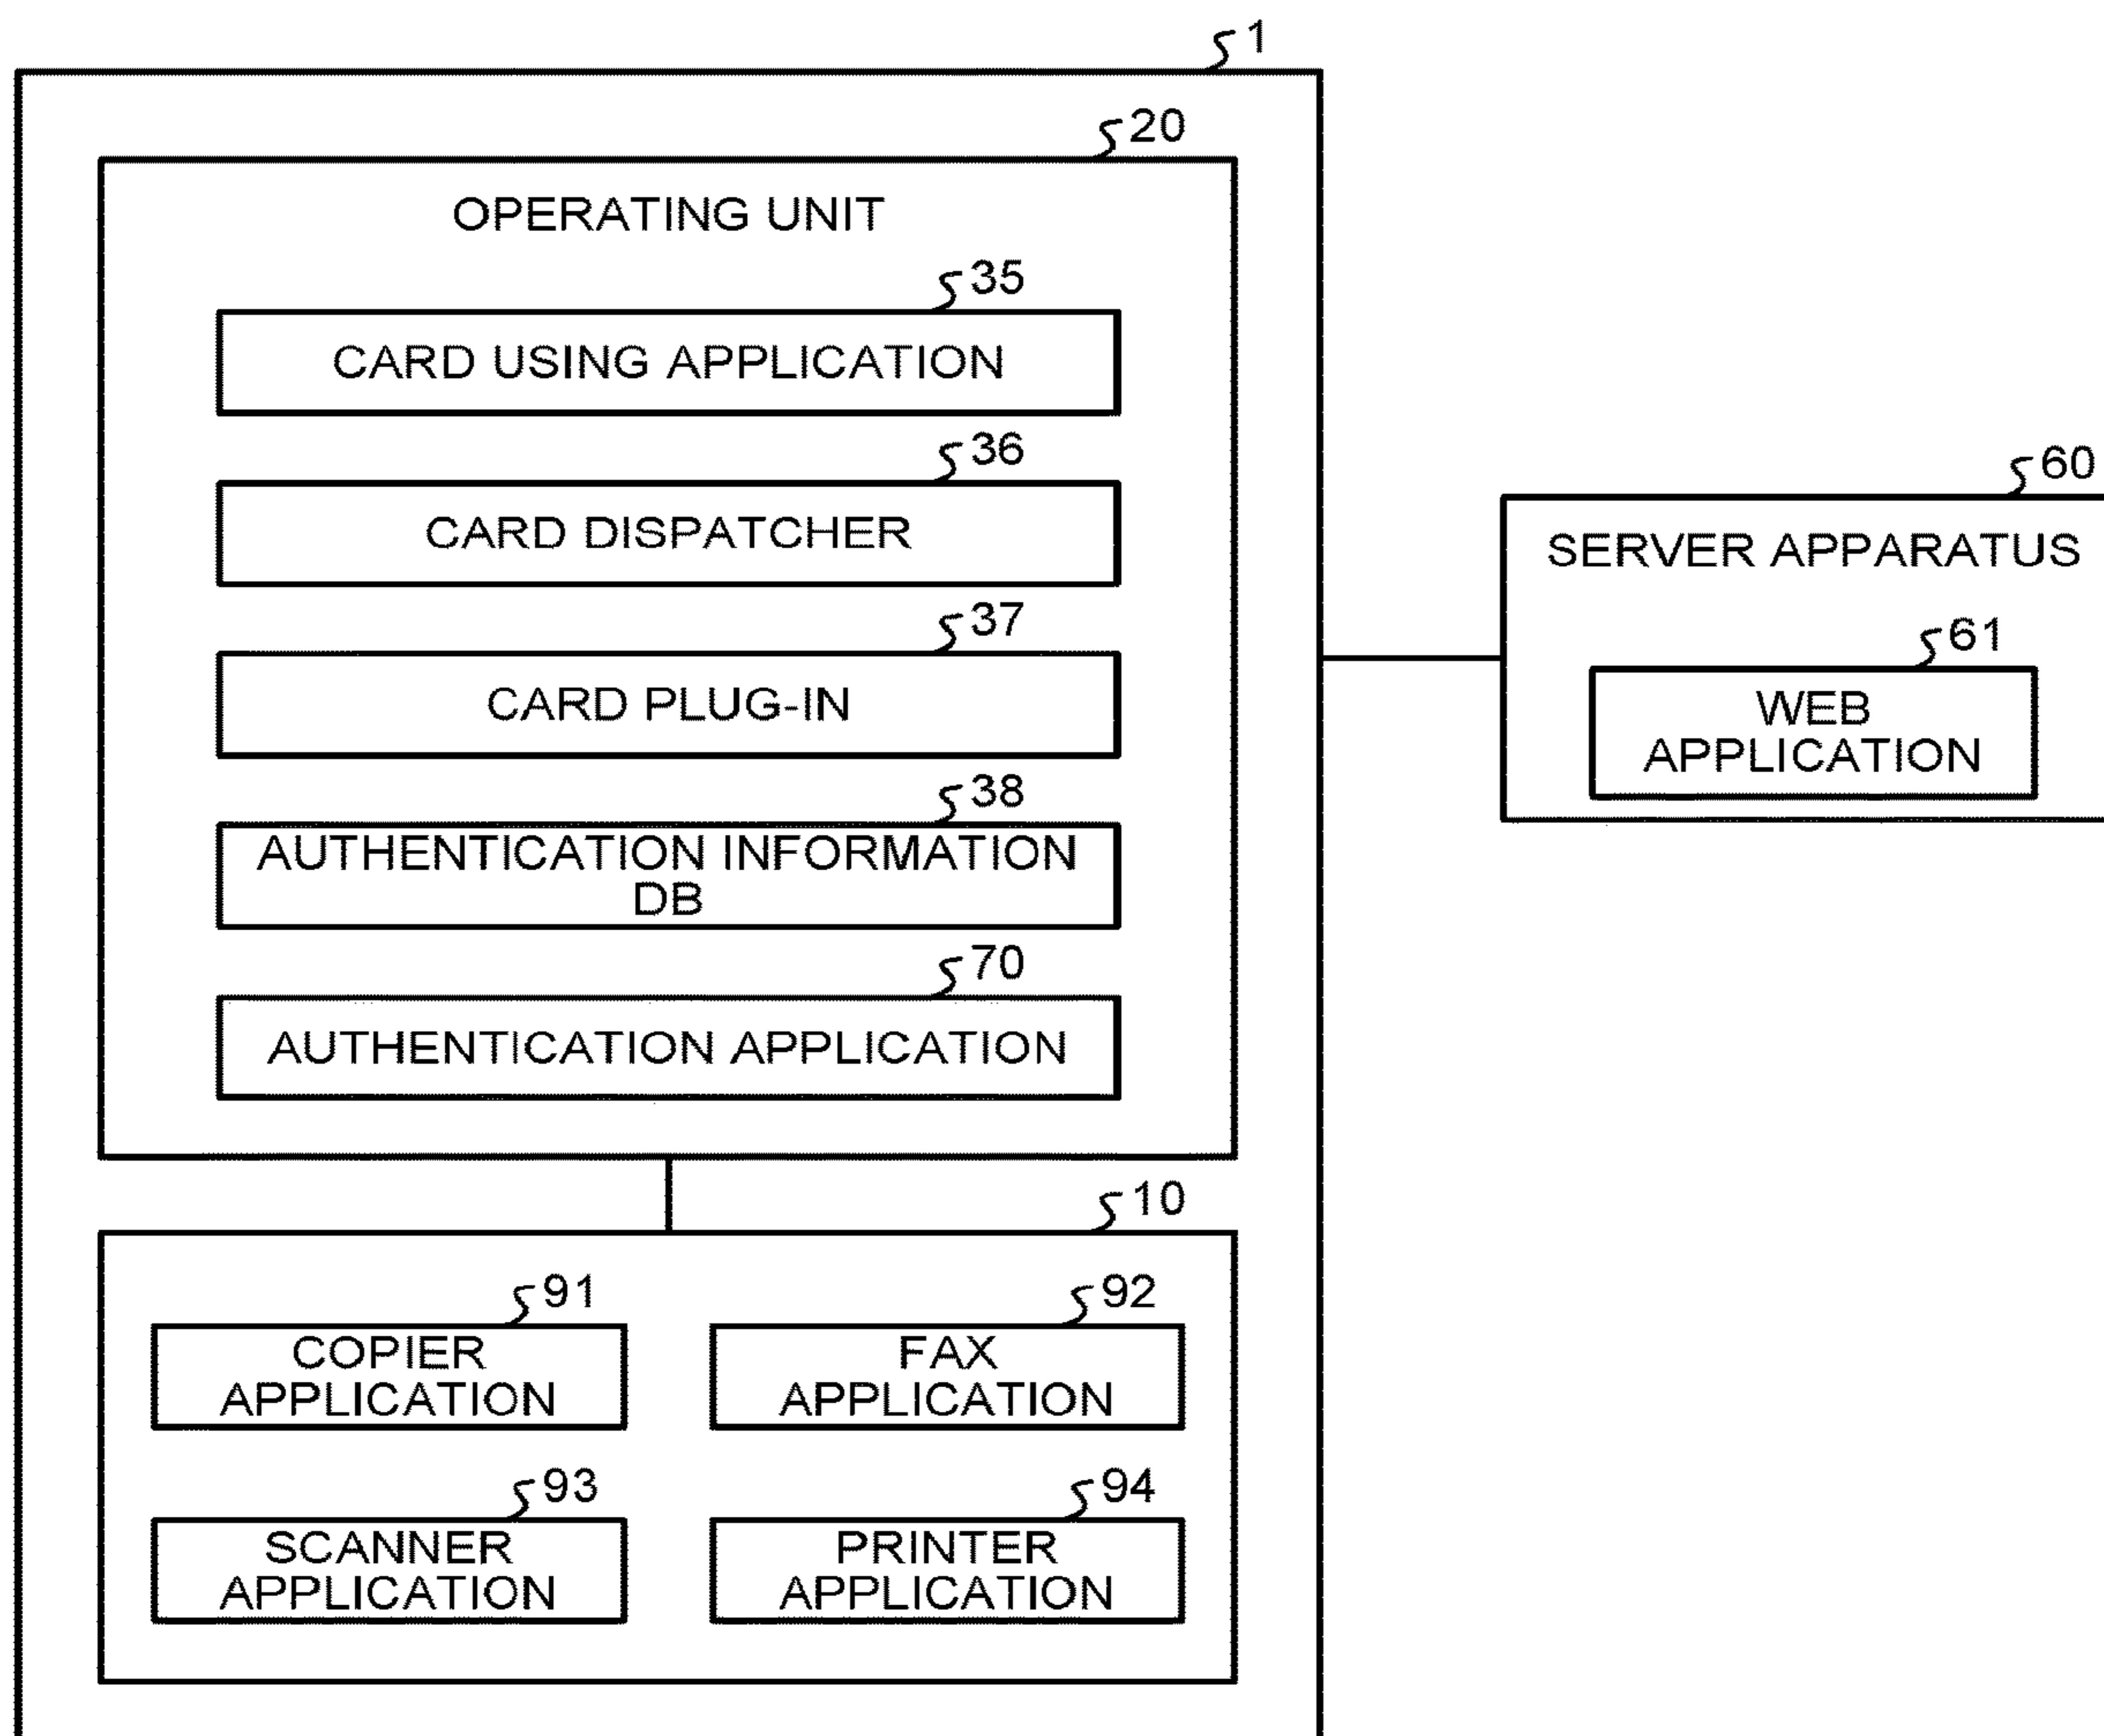 1
20
OPERATING UNIT
35
CARD USING APPLICATION
36
CARD DISPATCHER
37
CARD PLUG-IN
38
AUTHENTICATION INFORMATION
DB
70
AUTHENTICATION APPLICATION
60
SERVER APPARATUS
61
WEB
APPLICATION
10
91
COPIER
APPLICATION
92
FAX
APPLICATION
93
SCANNER
APPLICATION
94
PRINTER
APPLICATION